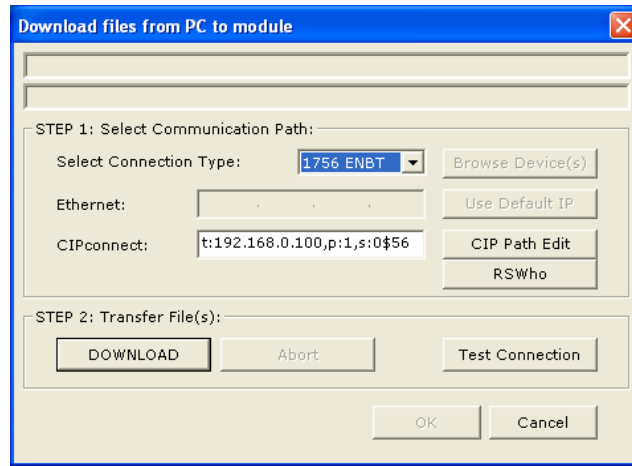 Download files from PC to module
STEP 1: Select Communication Path:
Select Connection Type: 1756 ENBT Browse Device(s)
Ethernet: . . . Use Default IP
CIPconnect: t:192.168.0.100,p:1,s:0$56 CIP Path Edit
RSWho
STEP 2: Transfer File(s):
DOWNLOAD Abort Test Connection
OK Cancel